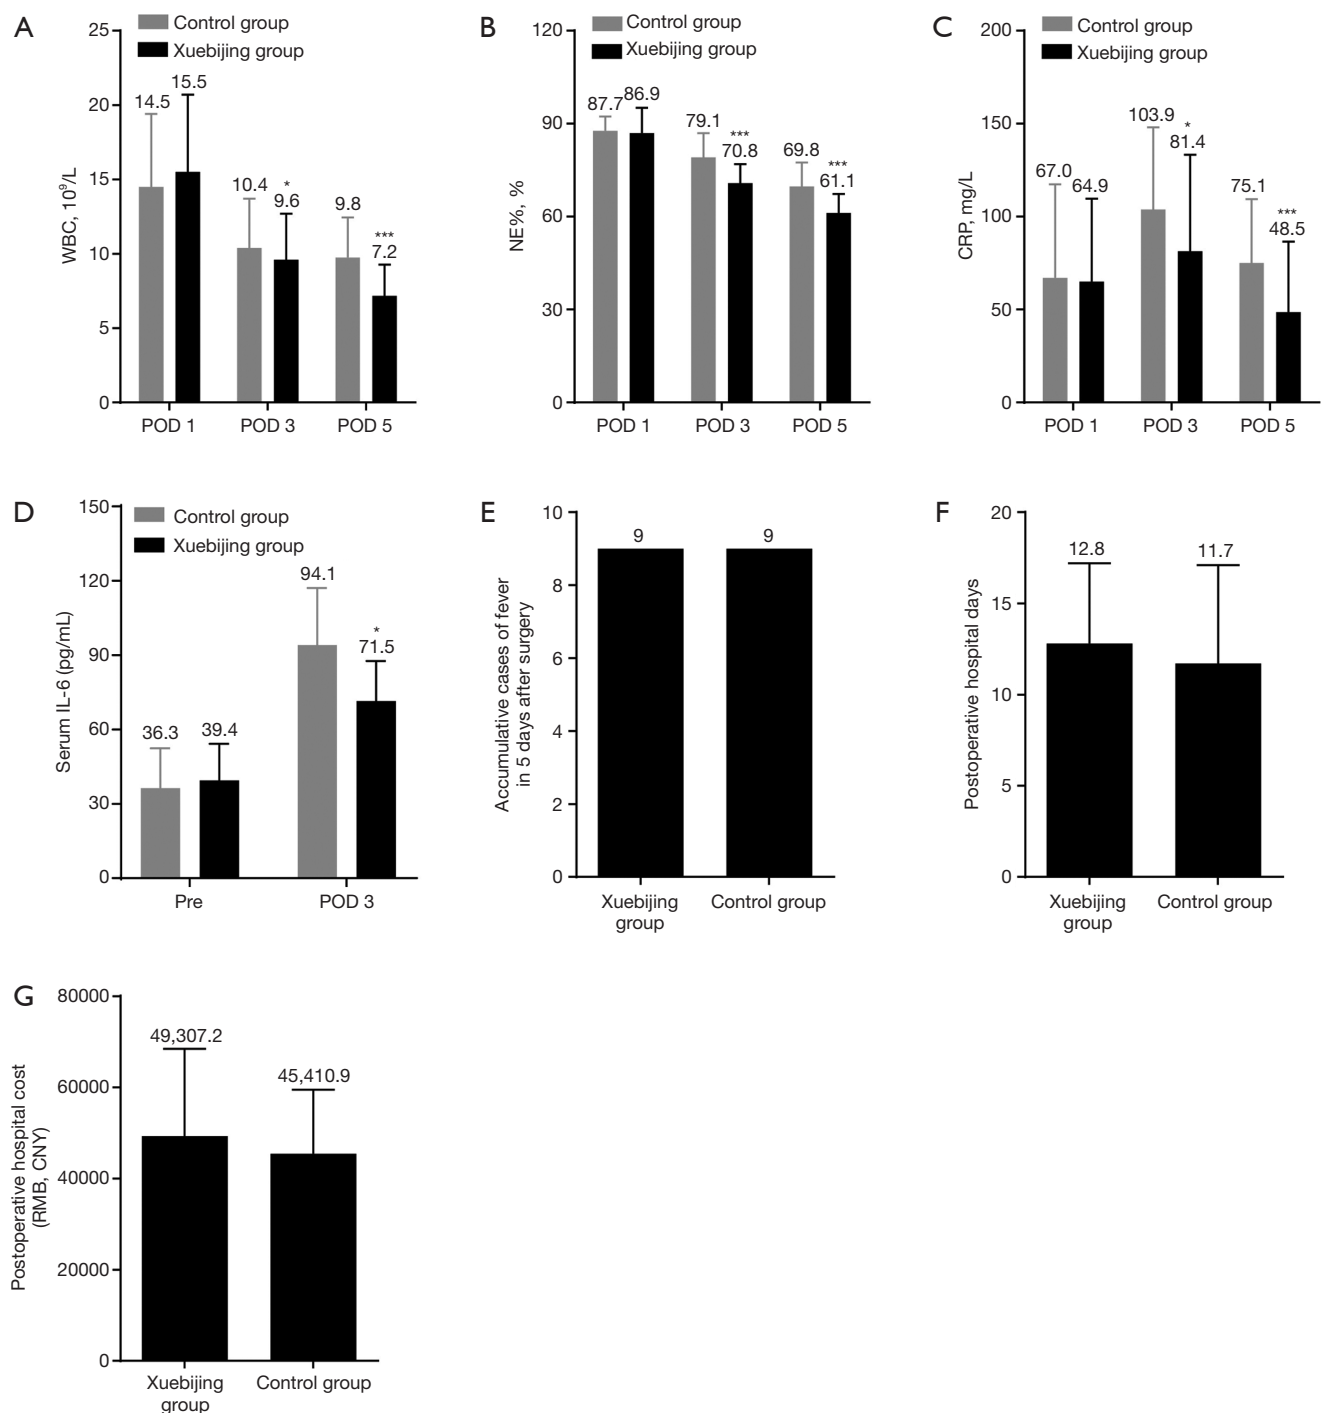 A
Control group
Xuebijing group
WBC, 10⁹/L
25
20
15
10
5
0
14.5
15.5
10.4
*
9.6
9.8
***
7.2
POD 1
POD 3
POD 5
B
Control group
Xuebijing group
NE%, %
120
90
60
30
0
87.7
86.9
79.1
***
70.8
69.8
***
61.1
POD 1
POD 3
POD 5
C
Control group
Xuebijing group
CRP, mg/L
200
150
100
50
0
67.0
64.9
103.9
*
81.4
75.1
***
48.5
POD 1
POD 3
POD 5
D
Control group
Xuebijing group
Serum IL-6 (pg/mL)
150
120
90
60
30
0
36.3
39.4
94.1
*
71.5
Pre
POD 3
E
Accumulative cases of fever
in 5 days after surgery
10
8
6
4
2
0
9
9
Xuebijing
group
Control group
F
Postoperative hospital days
20
15
10
5
0
12.8
11.7
Xuebijing
group
Control group
G
Postoperative hospital cost
(RMB, CNY)
80000
60000
40000
20000
0
49,307.2
45,410.9
Xuebijing
group
Control group